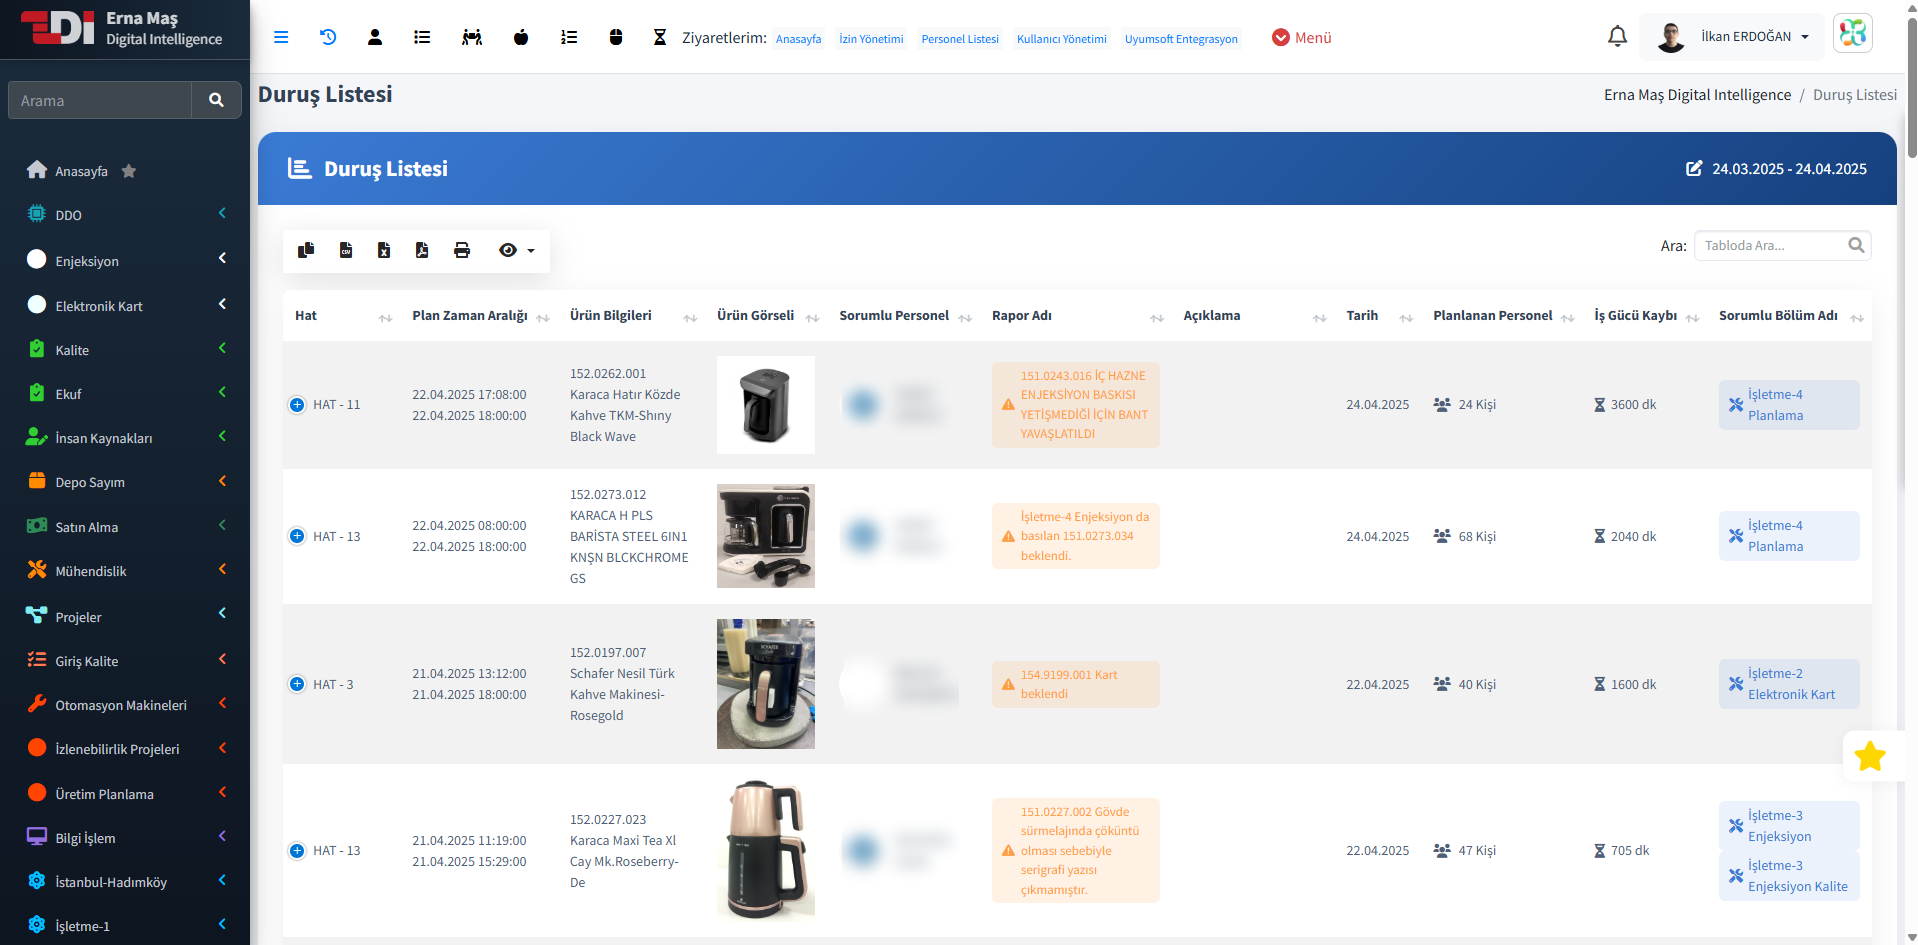 Erna Maş
Digital Intelligence
Ziyaretlerim: Anasayfa İzin Yönetimi Personel Listesi Kullanıcı Yönetimi Uyumsoft Entegrasyon Menü
İlkan ERDOĞAN
Arama
Duruş Listesi
Erna Maş Digital Intelligence / Duruş Listesi
Anasayfa
DDO
Enjeksiyon
Elektronik Kart
Kalite
Ekuf
İnsan Kaynakları
Depo Sayım
Satın Alma
Mühendislik
Projeler
Giriş Kalite
Otomasyon Makineleri
İzlenebilirlik Projeleri
Üretim Planlama
Bilgi İşlem
İstanbul-Hadımköy
İşletme-1
Duruş Listesi
24.03.2025 - 24.04.2025
Ara: Tabloda Ara...
Hat Plan Zaman Aralığı Ürün Bilgileri Ürün Görseli Sorumlu Personel Rapor Adı Açıklama Tarih Planlanan Personel İş Gücü Kaybı Sorumlu Bölüm Adı
HAT - 11
22.04.2025 17:08:00
22.04.2025 18:00:00
152.0262.001
Karaca Hatır Közde
Kahve TKM-Shıny
Black Wave
151.0243.016 İÇ HAZNE
ENJEKSİYON BASKISI
YETİŞMEDİĞİ İÇİN BANT
YAVAŞLATILDI
24.04.2025
24 Kişi
3600 dk
İşletme-4
Planlama
HAT - 13
22.04.2025 08:00:00
22.04.2025 18:00:00
152.0273.012
KARACA H PLS
BARİSTA STEEL 6IN1
KNŞN BLCKCHROME
GS
İşletme-4 Enjeksiyon da
basılan 151.0273.034
beklendi.
24.04.2025
68 Kişi
2040 dk
İşletme-4
Planlama
HAT - 3
21.04.2025 13:12:00
21.04.2025 18:00:00
152.0197.007
Schafer Nesil Türk
Kahve Makinesi-
Rosegold
154.9199.001 Kart
beklendi
22.04.2025
40 Kişi
1600 dk
İşletme-2
Elektronik Kart
HAT - 13
21.04.2025 11:19:00
21.04.2025 15:29:00
152.0227.023
Karaca Maxi Tea Xl
Cay Mk.Roseberry-
De
151.0227.002 Gövde
sürmelajında çöküntü
olması sebebiyle
serigrafi yazısı
çıkmamıştır.
22.04.2025
47 Kişi
705 dk
İşletme-3
Enjeksiyon
İşletme-3
Enjeksiyon Kalite